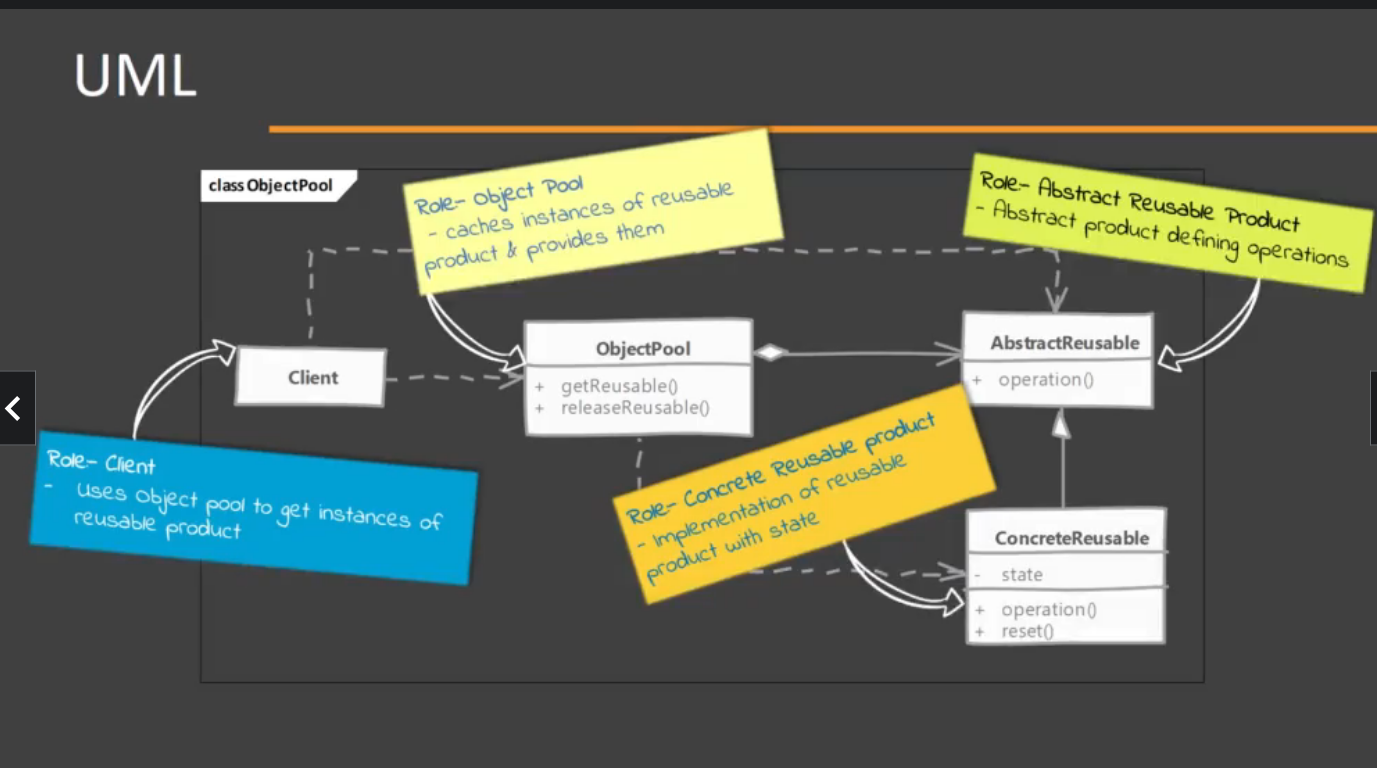 UML
class ObjectPool
Role- Object Pool
- caches instances of reusable
product & provides them
Role- Abstract Reusable Product
- Abstract product defining operations
Client
ObjectPool
+ getReusable()
+ releaseReusable()
AbstractReusable
+ operation()
Role- Client
- Uses object pool to get instances of
reusable product
Role- Concrete Reusable product
- Implementation of reusable
product with state
ConcreteReusable
- state
+ operation()
+ reset()